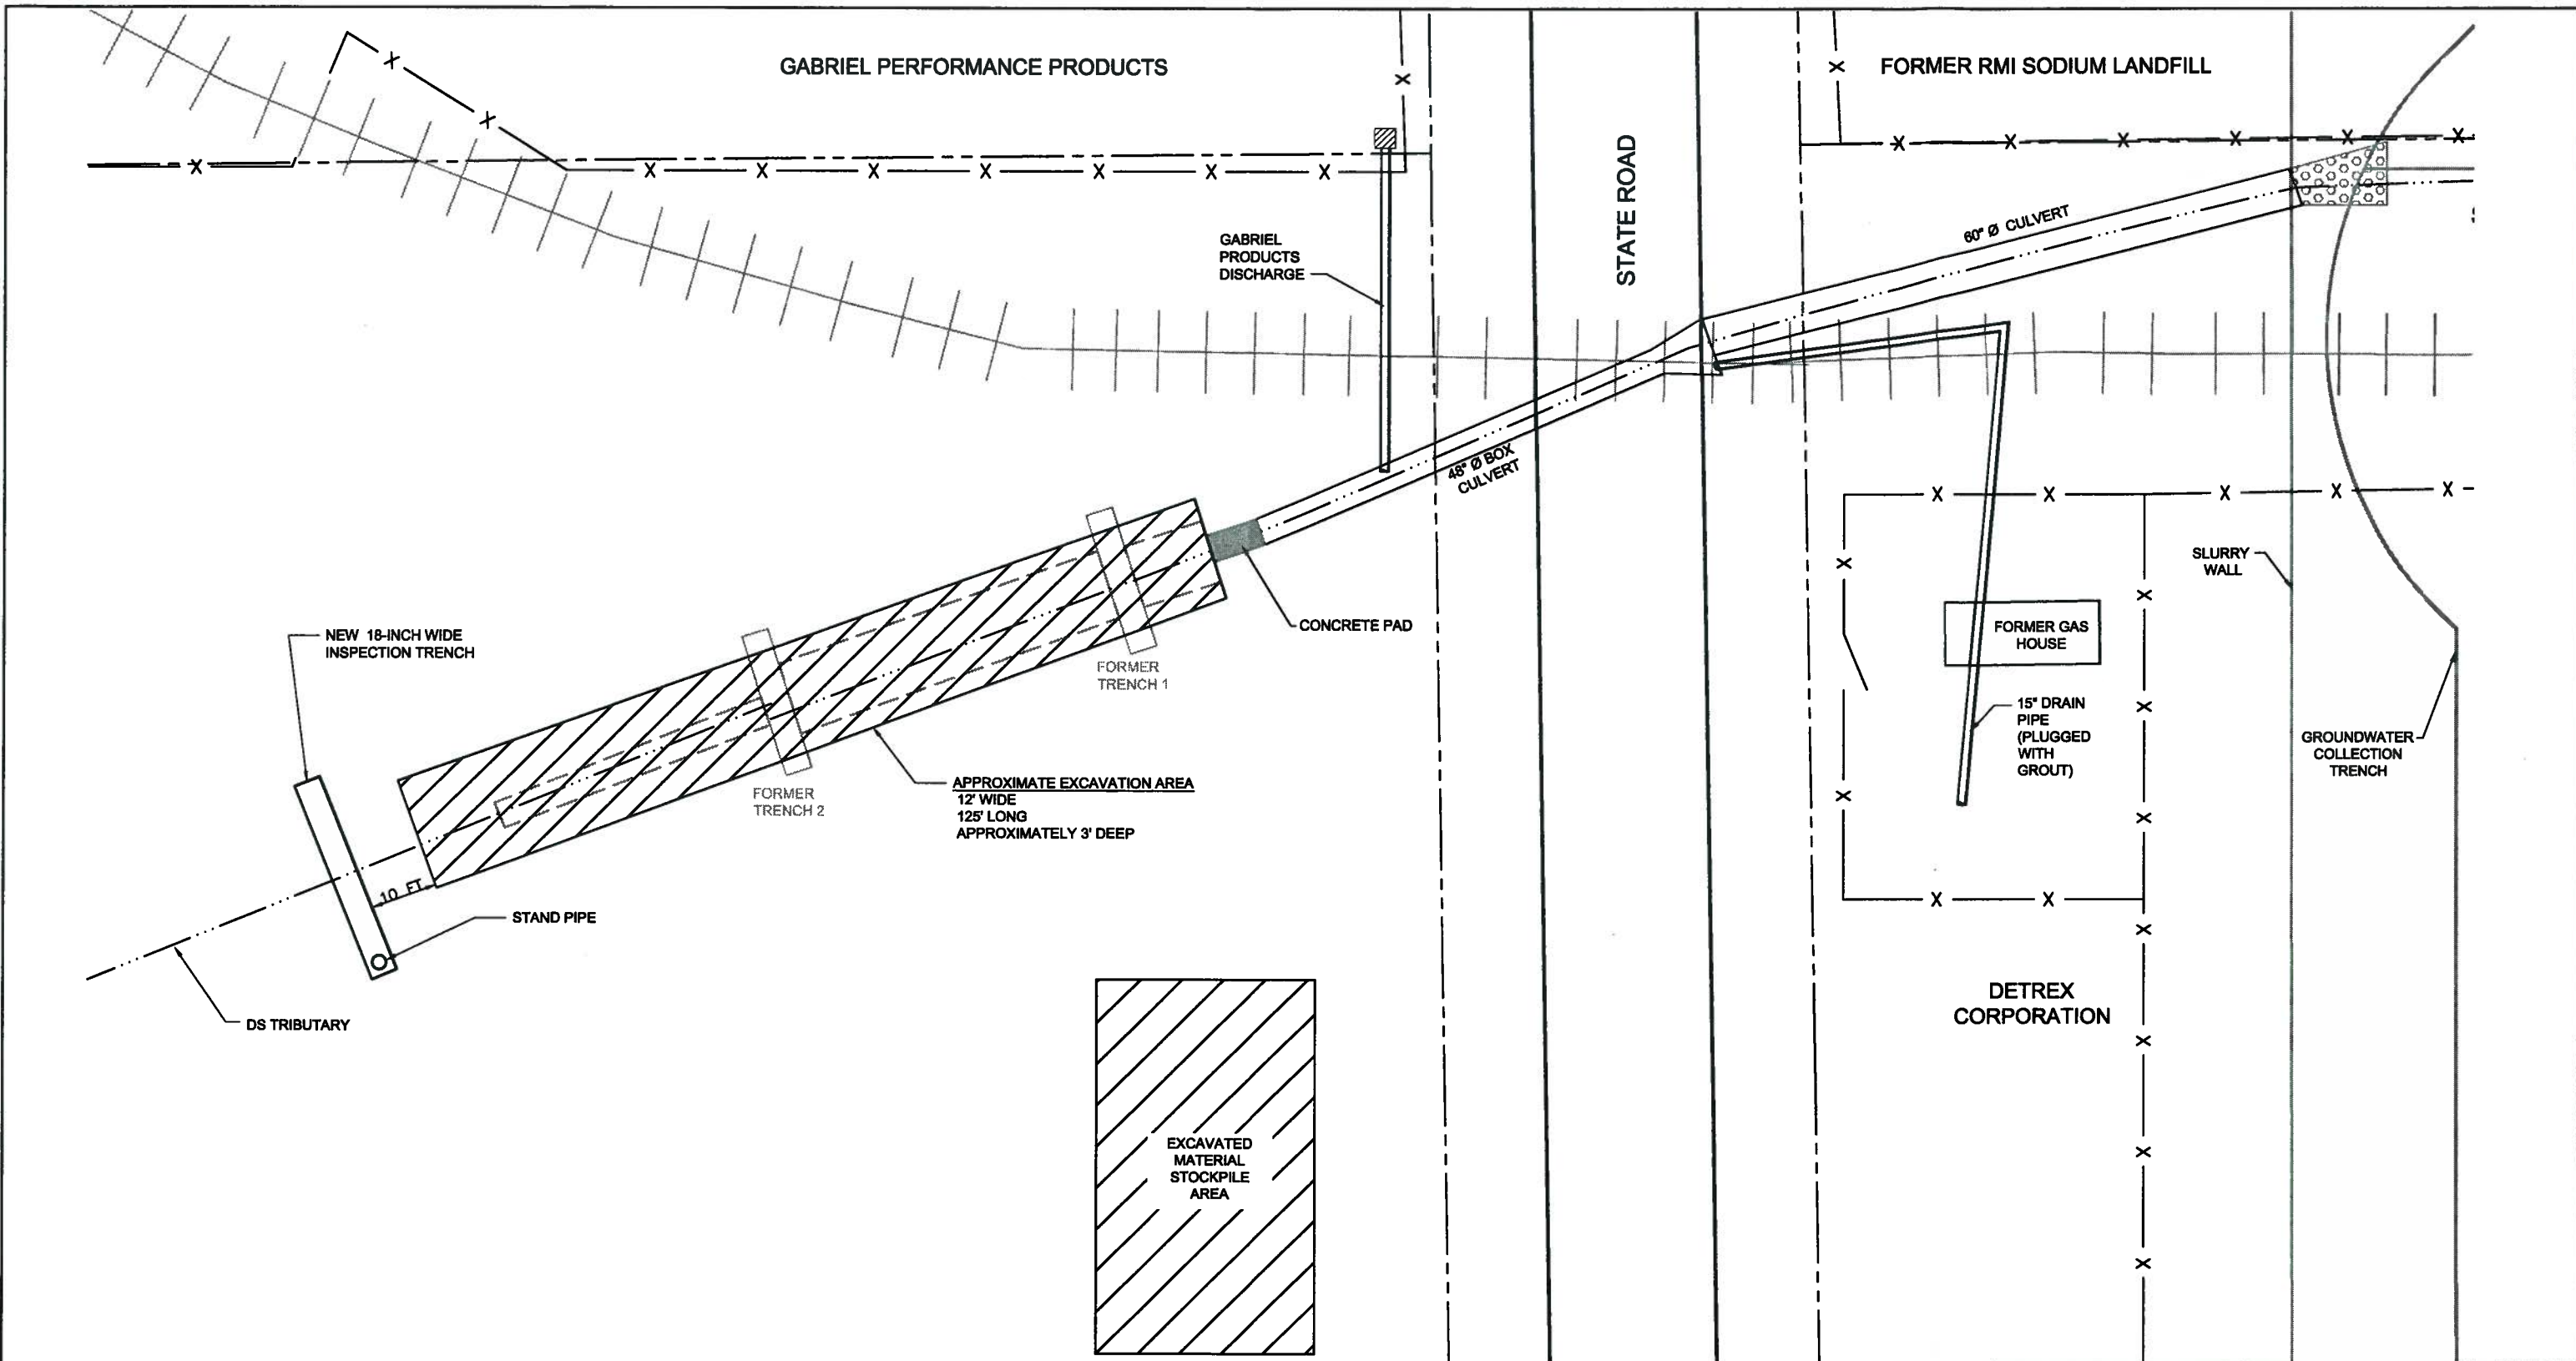 GABRIEL PERFORMANCE PRODUCTS
FORMER RMI SODIUM LANDFILL
STATE ROAD
GABRIEL
PRODUCTS
DISCHARGE
60" Ø CULVERT
48" Ø BOX
CULVERT
SLURRY
WALL
CONCRETE PAD
FORMER GAS
HOUSE
NEW 18-INCH WIDE
INSPECTION TRENCH
FORMER
TRENCH 1
15" DRAIN
PIPE
(PLUGGED
WITH
GROUT)
GROUNDWATER
COLLECTION
TRENCH
FORMER
TRENCH 2
APPROXIMATE EXCAVATION AREA
12' WIDE
125' LONG
APPROXIMATELY 3' DEEP
10 FT.
STAND PIPE
DS TRIBUTARY
DETREX
CORPORATION
EXCAVATED
MATERIAL
STOCKPILE
AREA